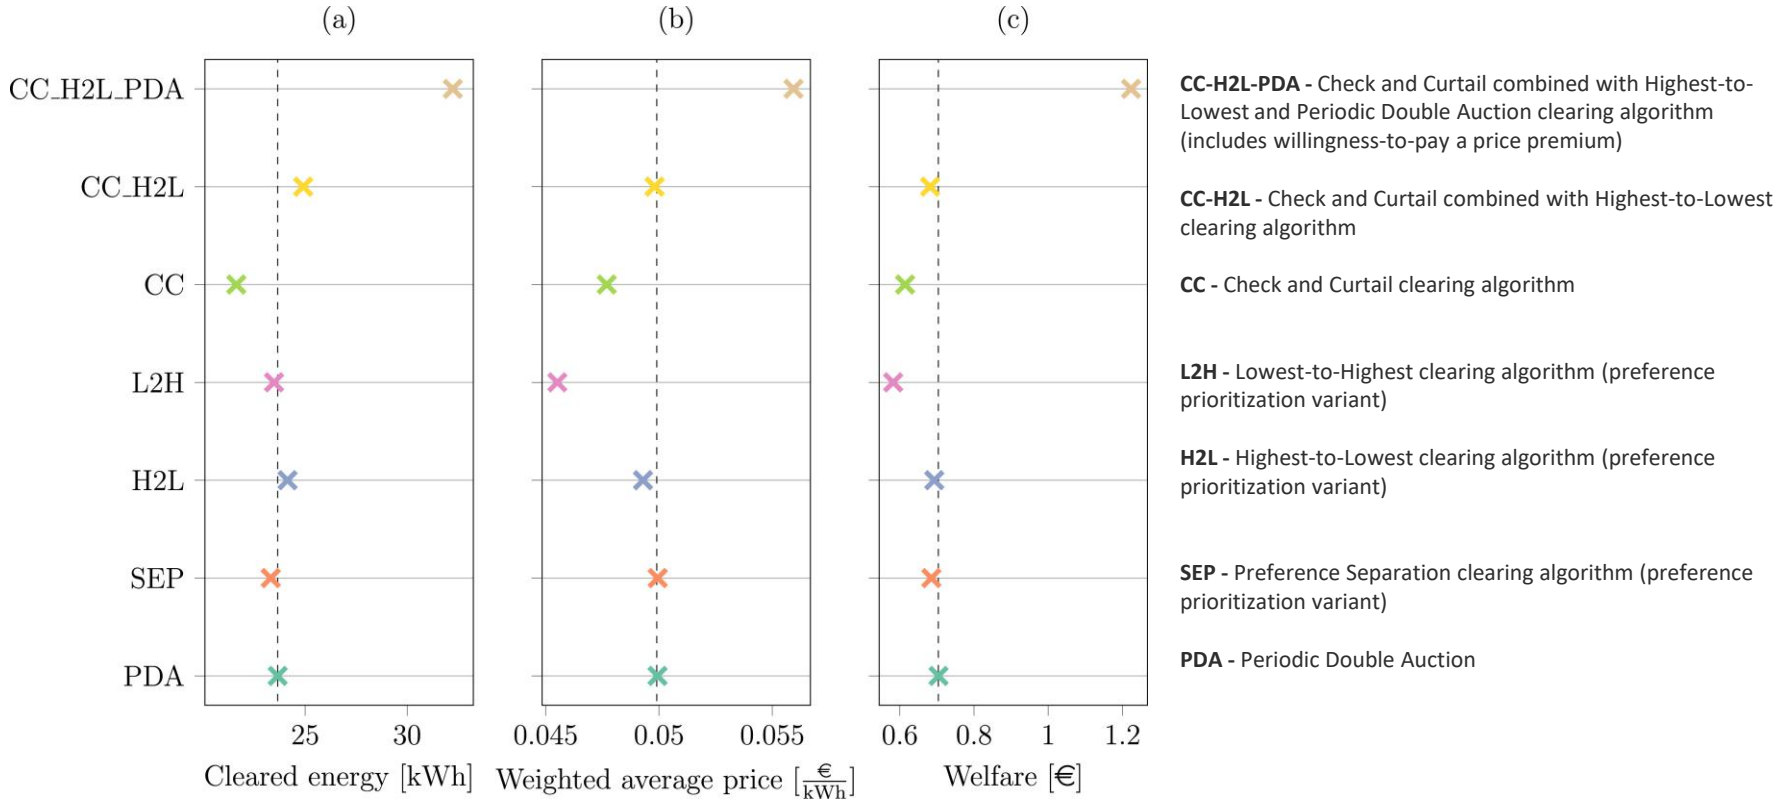 (a) (b) (c)
CC_H2L_PDA
CC_H2L
CC
L2H
H2L
SEP
PDA
25 30
0.045 0.05 0.055
0.6 0.8 1 1.2
Cleared energy [kWh]
Weighted average price [€/kWh]
Welfare [€]
CC-H2L-PDA - Check and Curtail combined with Highest-to-
Lowest and Periodic Double Auction clearing algorithm
(includes willingness-to-pay a price premium)
CC-H2L - Check and Curtail combined with Highest-to-Lowest
clearing algorithm
CC - Check and Curtail clearing algorithm
L2H - Lowest-to-Highest clearing algorithm (preference
prioritization variant)
H2L - Highest-to-Lowest clearing algorithm (preference
prioritization variant)
SEP - Preference Separation clearing algorithm (preference
prioritization variant)
PDA - Periodic Double Auction